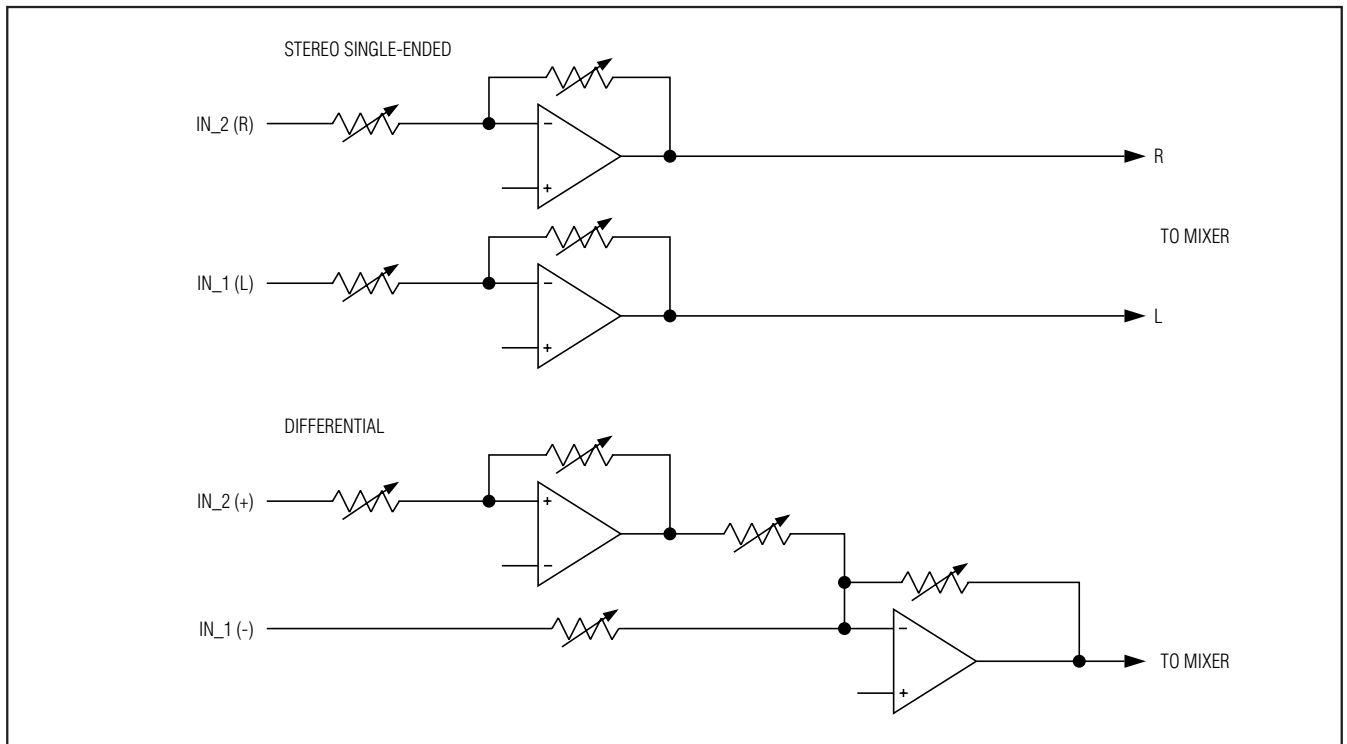 STEREO SINGLE-ENDED
IN_2 (R)
−
+
R
TO MIXER
IN_1 (L)
−
+
L
DIFFERENTIAL
IN_2 (+)
+
−
IN_1 (-)
−
+
TO MIXER